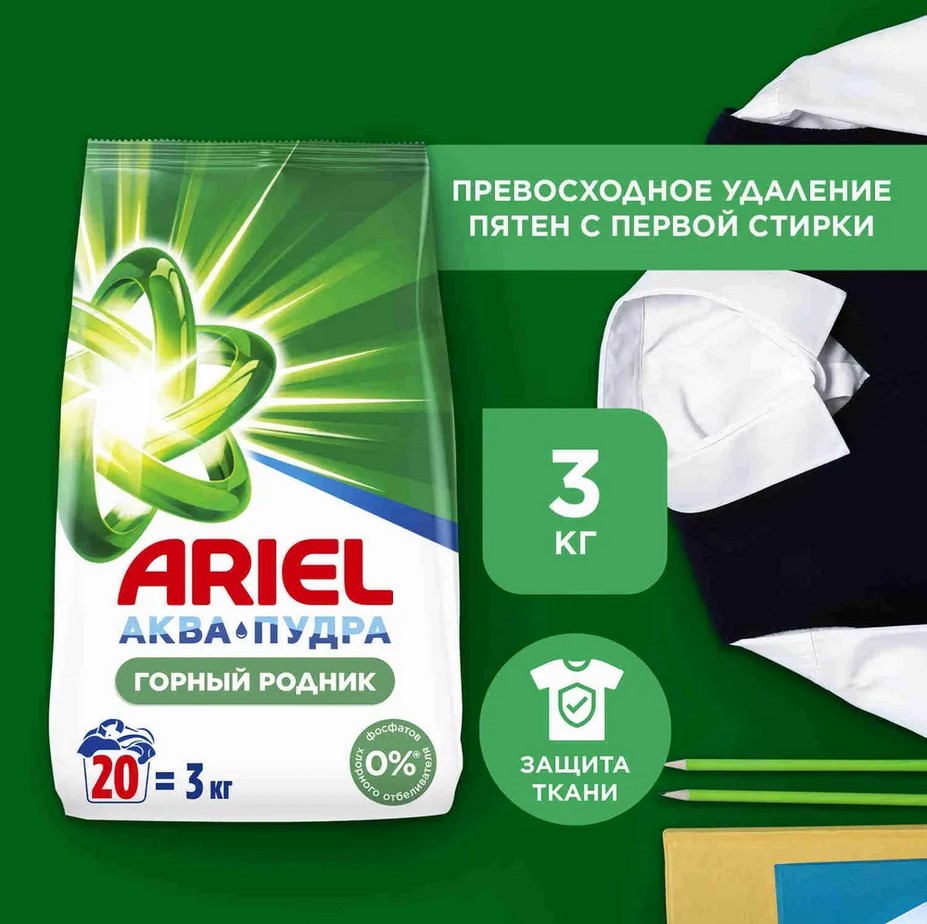 ПРЕВОСХОДНОЕ УДАЛЕНИЕ
ПЯТЕН С ПЕРВОЙ СТИРКИ
3
КГ
ARIEL
АКВА ПУДРА
ГОРНЫЙ РОДНИК
20 = 3 кг
фосфатов
0%*
хлорного отбеливателя
ЗАЩИТА
ТКАНИ